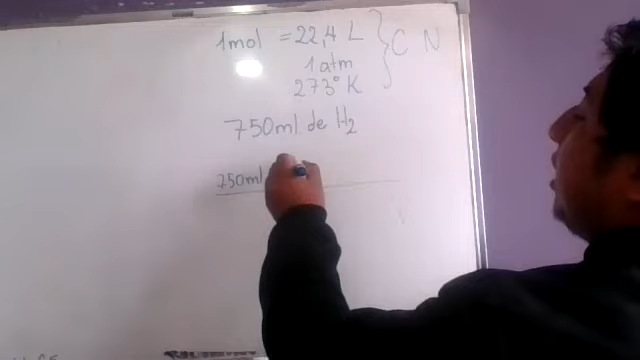 1mol = 22,4 L } C N
1 atm
273° K
750ml de H₂
750ml